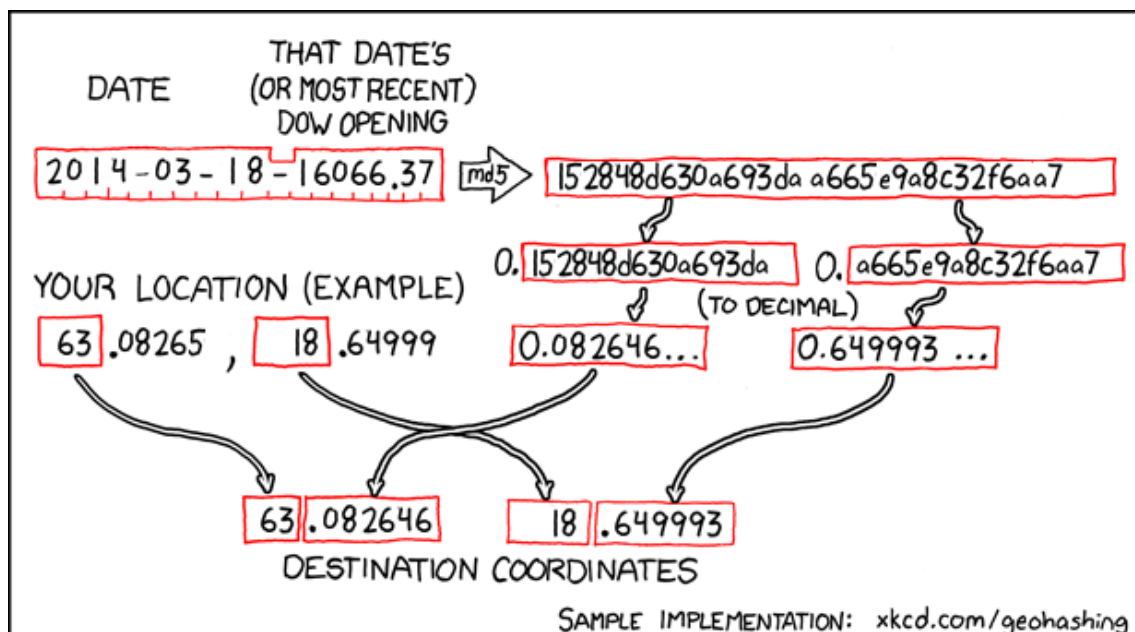 DATE
THAT DATE'S
(OR MOST RECENT)
DOW OPENING
2014-03-18-16066.37
md5
152848d630a693daa665e9a8c32f6aa7
0.152848d630a693da
0.a665e9a8c32f6aa7
YOUR LOCATION (EXAMPLE)
(TO DECIMAL)
63.08265, 18.64999
0.082646...
0.649993 ...
63.082646
18.649993
DESTINATION COORDINATES
SAMPLE IMPLEMENTATION: xkcd.com/geohashing